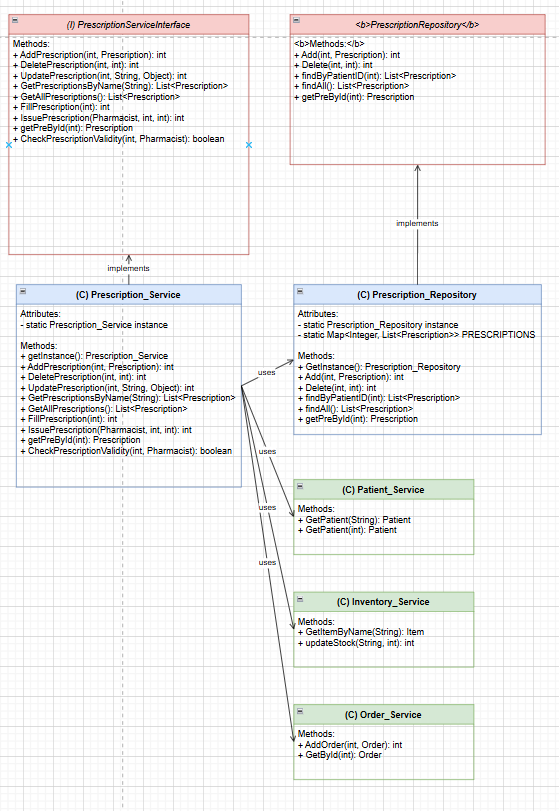 (I) PrescriptionServiceInterface
Methods:
+ AddPrescription(int, Prescription): int
+ DeletePrescription(int, int): int
+ UpdatePrescription(int, String, Object): int
+ GetPrescriptionsByName(String): List<Prescription>
+ GetAllPrescriptions(): List<Prescription>
+ FillPrescription(int): int
+ IssuePrescription(Pharmacist, int, int): int
+ getPreById(int): Prescription
+ CheckPrescriptionValidity(int, Pharmacist): boolean
<b>PrescriptionRepository</b>
<b>Methods:</b>
+ Add(int, Prescription): int
+ Delete(int, int): int
+ findByPatientID(int): List<Prescription>
+ findAll(): List<Prescription>
+ getPreById(int): Prescription
implements
implements
(C) Prescription_Service
Attributes:
- static Prescription_Service instance
Methods:
+ getInstance(): Prescription_Service
+ AddPrescription(int, Prescription): int
+ DeletePrescription(int, int): int
+ UpdatePrescription(int, String, Object): int
+ GetPrescriptionsByName(String): List<Prescription>
+ GetAllPrescriptions(): List<Prescription>
+ FillPrescription(int): int
+ IssuePrescription(Pharmacist, int, int): int
+ getPreById(int): Prescription
+ CheckPrescriptionValidity(int, Pharmacist): boolean
(C) Prescription_Repository
Attributes:
- static Prescription_Repository instance
- static Map<Integer, List<Prescription>> PRESCRIPTIONS
Methods:
+ GetInstance(): Prescription_Repository
+ Add(int, Prescription): int
+ Delete(int, int): int
+ findByPatientID(int): List<Prescription>
+ findAll(): List<Prescription>
+ getPreById(int): Prescription
uses
uses
uses
uses
(C) Patient_Service
Methods:
+ GetPatient(String): Patient
+ GetPatient(int): Patient
(C) Inventory_Service
Methods:
+ GetItemByName(String): Item
+ updateStock(String, int): int
(C) Order_Service
Methods:
+ AddOrder(int, Order): int
+ GetById(int): Order